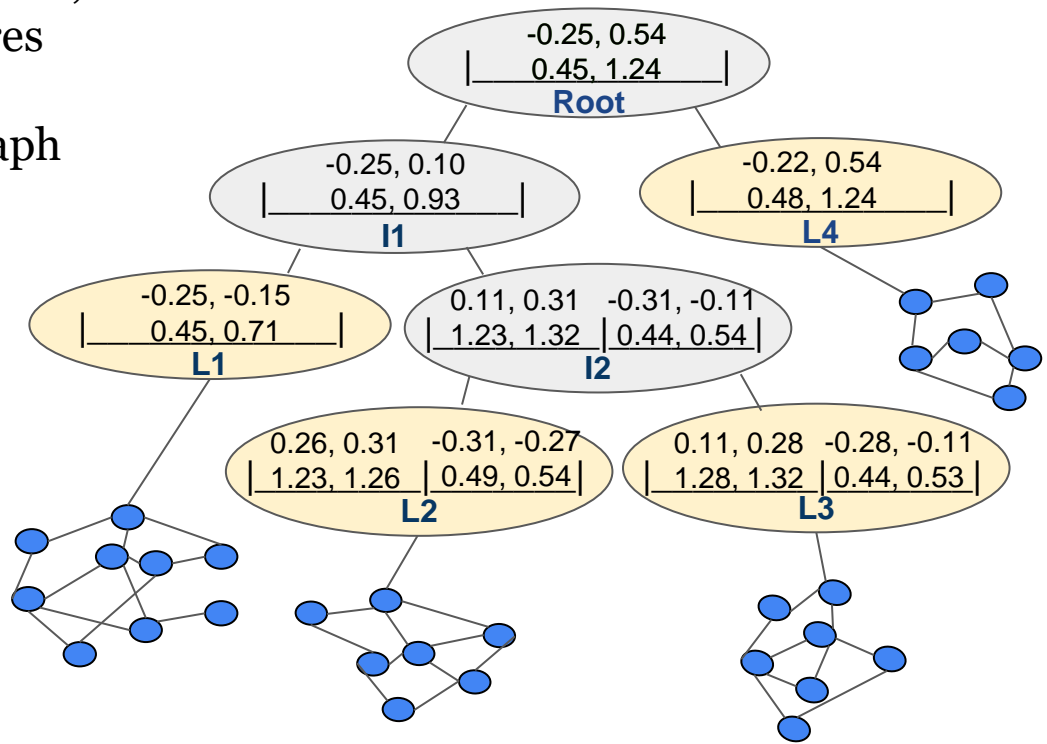 res
aph
-0.25, 0.54
0.45, 1.24
Root
-0.25, 0.10
0.45, 0.93
I1
-0.22, 0.54
0.48, 1.24
L4
-0.25, -0.15
0.45, 0.71
L1
0.11, 0.31 -0.31, -0.11
1.23, 1.32 0.44, 0.54
I2
0.26, 0.31 -0.31, -0.27
1.23, 1.26 0.49, 0.54
L2
0.11, 0.28 -0.28, -0.11
1.28, 1.32 0.44, 0.53
L3